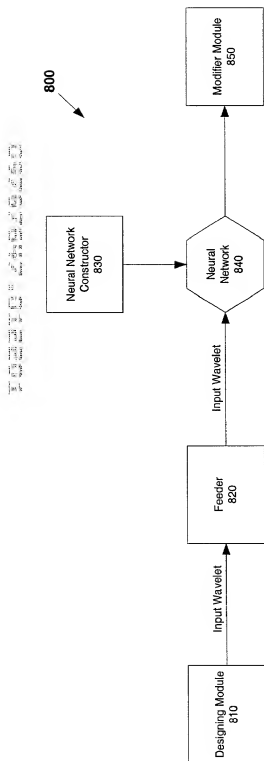 800
Designing Module
810
Input Wavelet
Feeder
820
Input Wavelet
Neural Network
Constructor
830
Neural
Network
840
Modifier Module
850